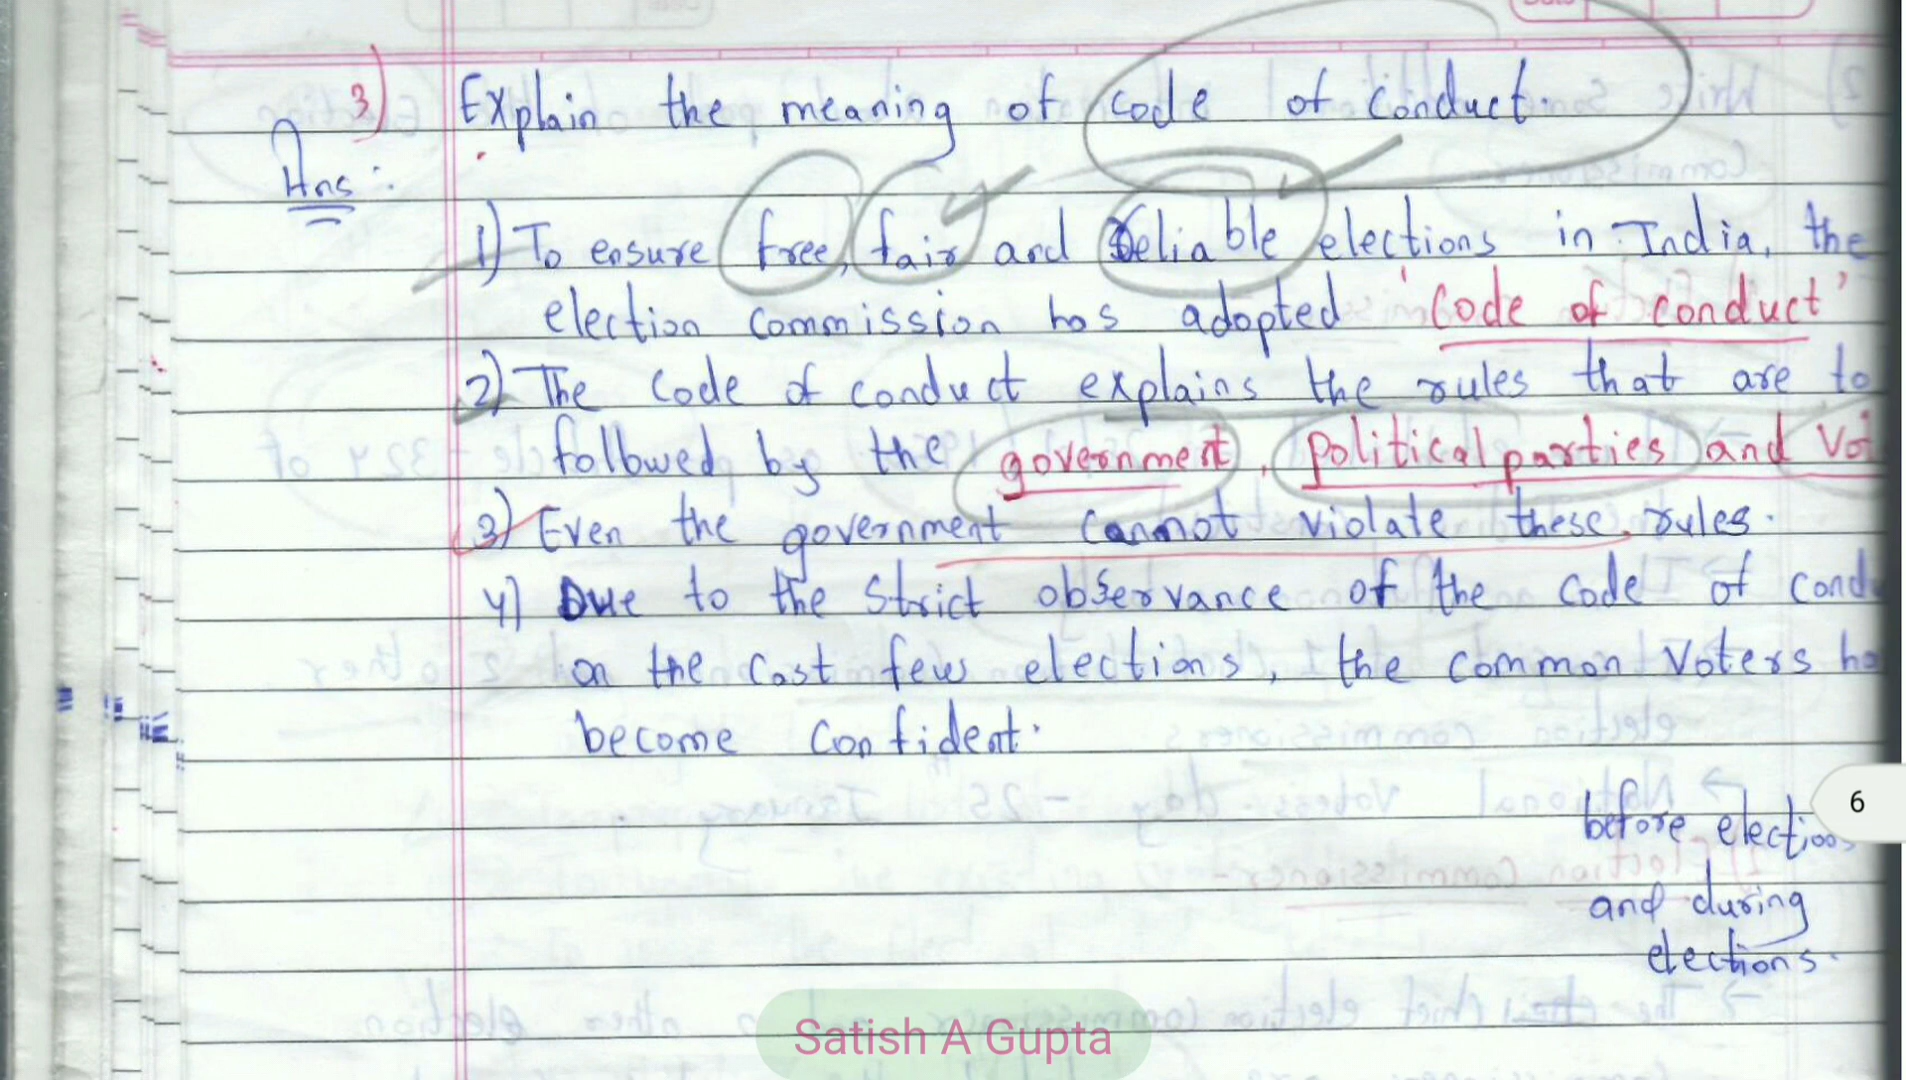 3) Explain the meaning of code of conduct.
Ans:
1) To ensure free, fair and reliable elections in India, the
election commission has adopted 'code of conduct'
2) The code of conduct explains the rules that are to
followed by the government, political parties and
3) Even the government cannot violate these rules.
4) Due to the strict observance of the code of
on the cast few elections, the common voters
become confident.
6
before elections
and during
elections.
Satish A Gupta